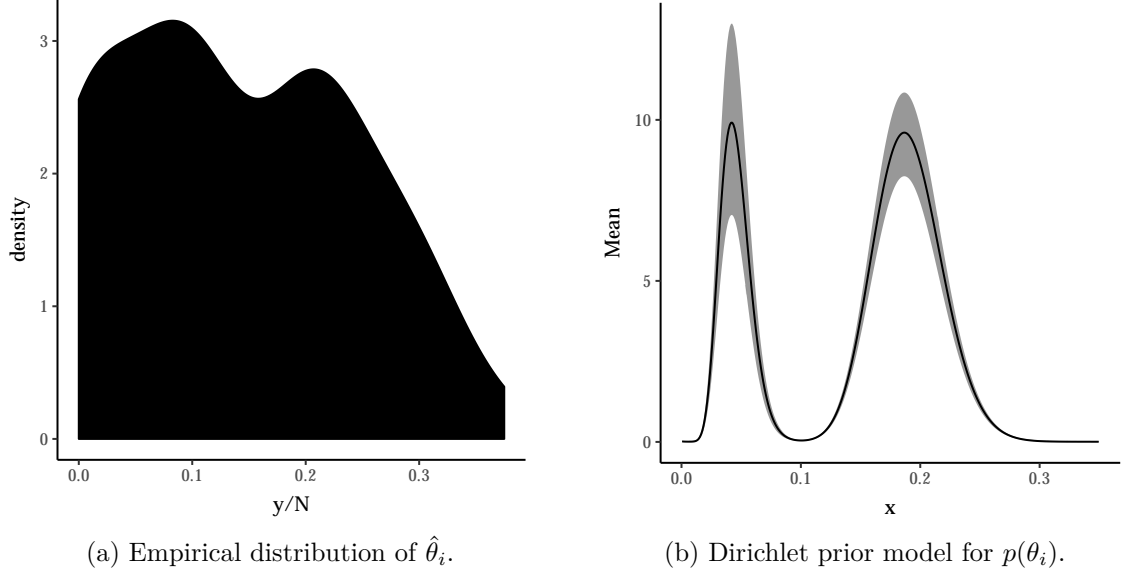 3
2
1
0
density
0.0 0.1 0.2 0.3
y/N
(a) Empirical distribution of θ̂ᵢ.
10
5
0
Mean
0.0 0.1 0.2 0.3
x
(b) Dirichlet prior model for p(θᵢ).